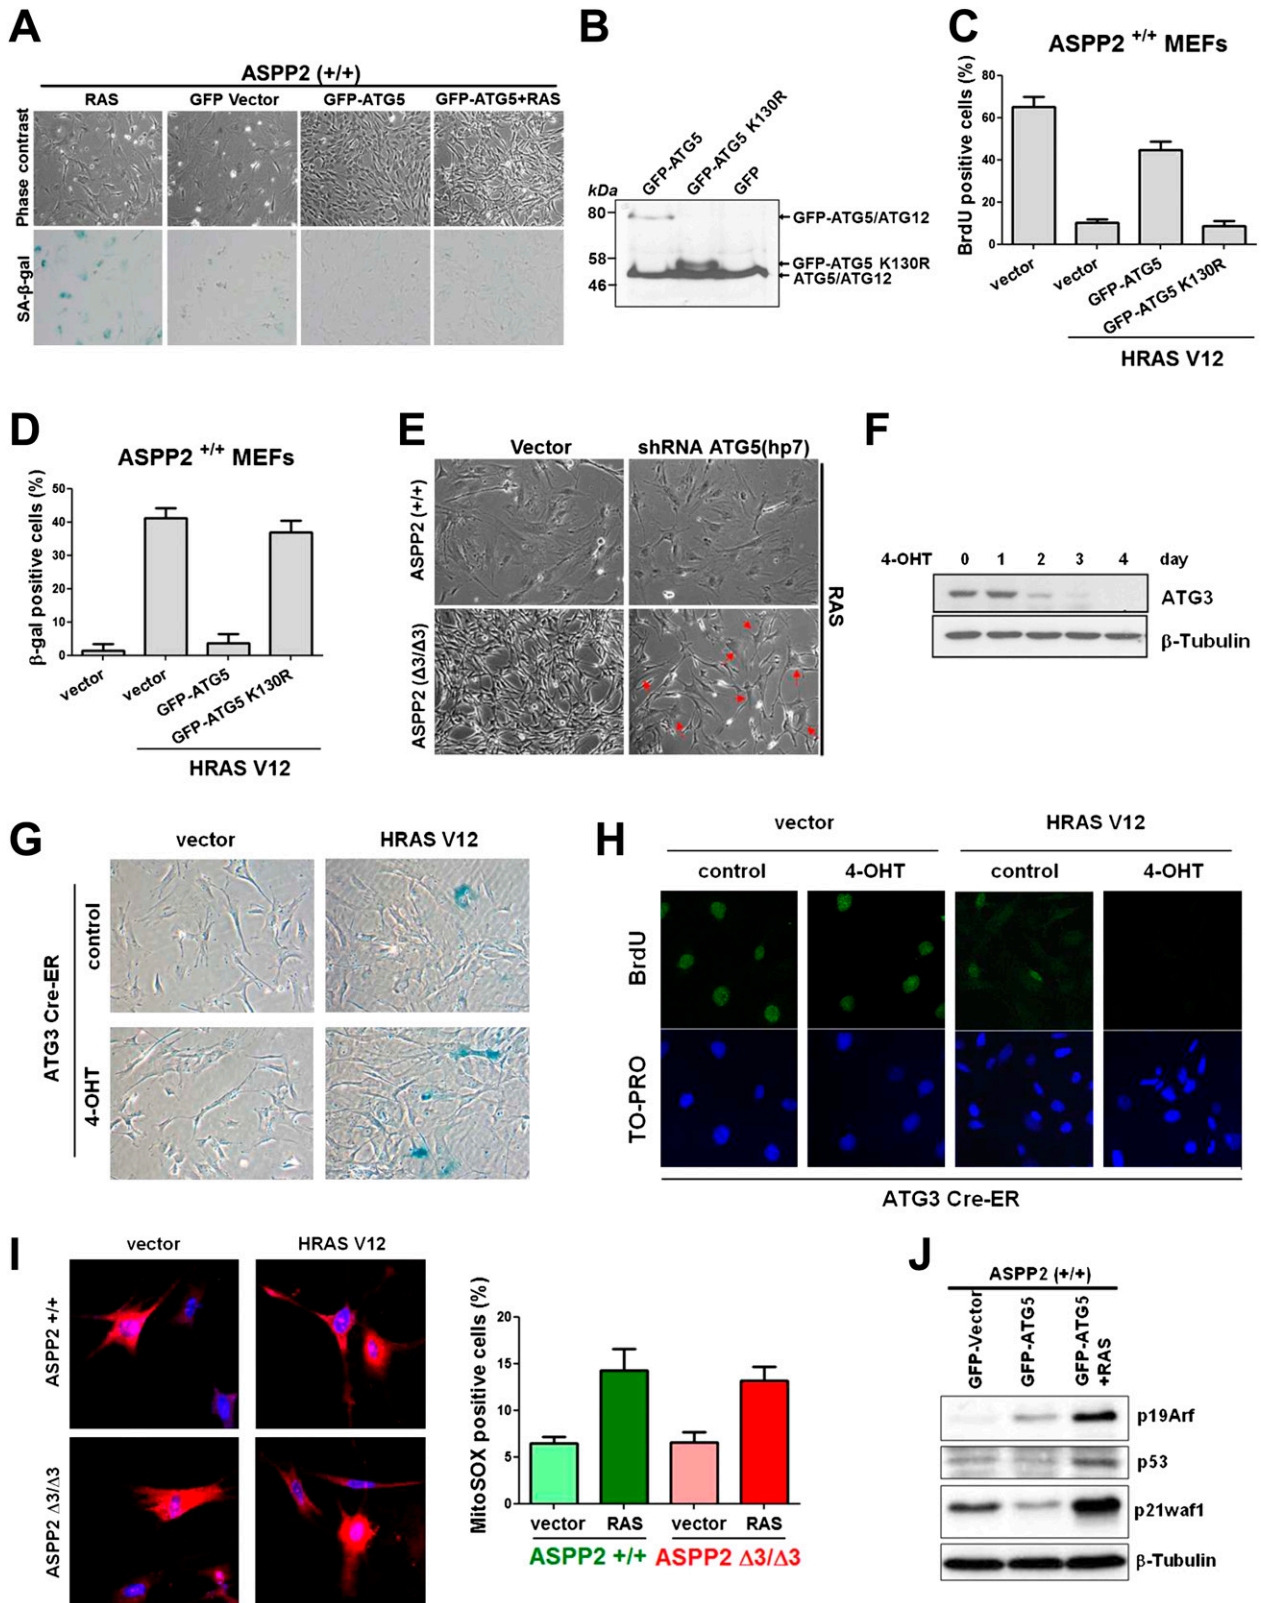 A
ASPP2 (+/+)
RAS GFP Vector GFP-ATG5 GFP-ATG5+RAS
Phase contrast
SA-β-gal
B
GFP-ATG5
GFP-ATG5 K130R
GFP
kDa
80
58
46
GFP-ATG5/ATG12
GFP-ATG5 K130R
ATG5/ATG12
C
ASPP2 +/+ MEFs
BrdU positive cells (%)
80
60
40
20
0
vector
vector
GFP-ATG5
GFP-ATG5 K130R
HRAS V12
D
ASPP2 +/+ MEFs
β-gal positive cells (%)
50
40
30
20
10
0
vector
vector
GFP-ATG5
GFP-ATG5 K130R
HRAS V12
E
Vector shRNA ATG5(hp7)
ASPP2 (+/+)
ASPP2 (Δ3/Δ3)
RAS
F
4-OHT 0 1 2 3 4 day
ATG3
β-Tubulin
G
vector HRAS V12
ATG3 Cre-ER
control
4-OHT
H
vector HRAS V12
control 4-OHT control 4-OHT
BrdU
TO-PRO
ATG3 Cre-ER
I
vector HRAS V12
ASPP2 +/+
ASPP2 Δ3/Δ3
MitoSOX positive cells (%)
20
15
10
5
0
vector RAS vector RAS
ASPP2 +/+ ASPP2 Δ3/Δ3
J
ASPP2 (+/+)
GFP-Vector
GFP-ATG5
GFP-ATG5
+RAS
p19Arf
p53
p21waf1
β-Tubulin